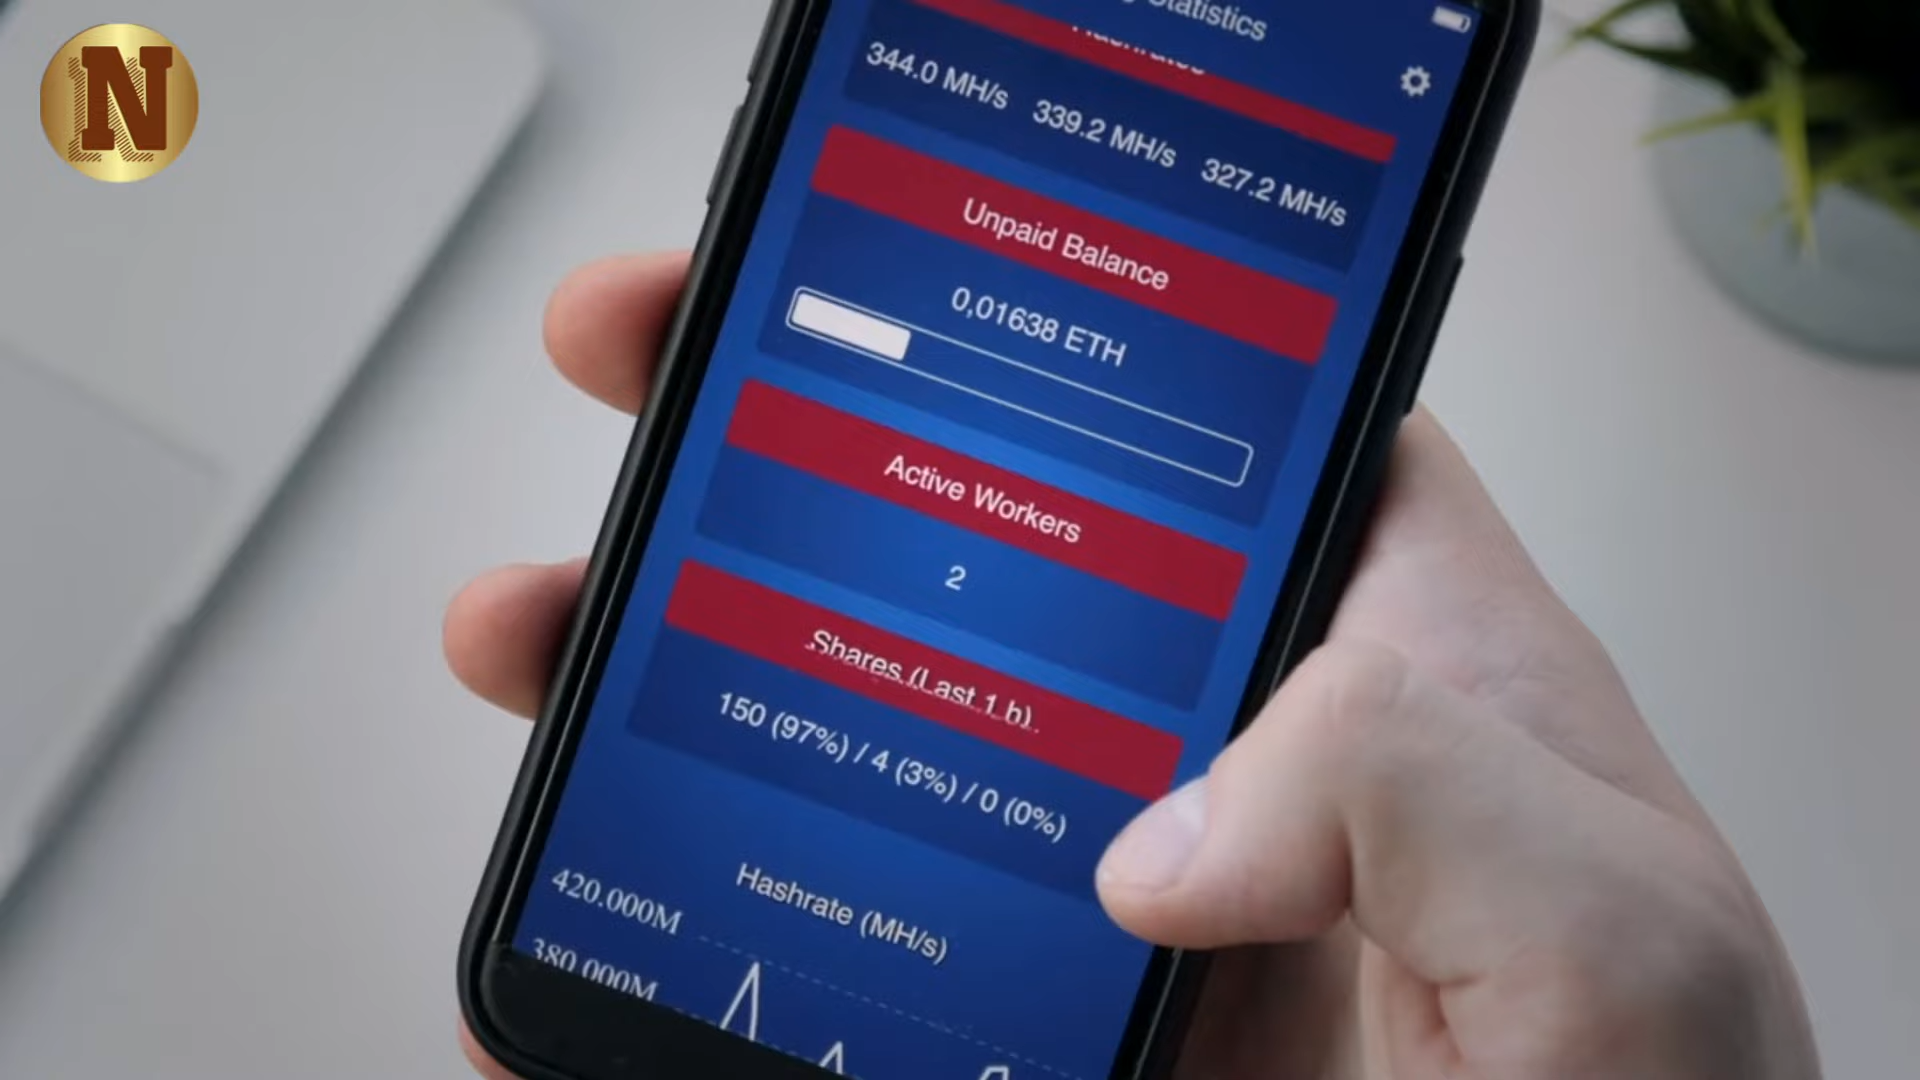 N
Statistics
Hashrates
344.0 MH/s 339.2 MH/s 327.2 MH/s
Unpaid Balance
0,01638 ETH
Active Workers
2
Shares (Last 1 h)
150 (97%) / 4 (3%) / 0 (0%)
Hashrate (MH/s)
420.000M
380.000M